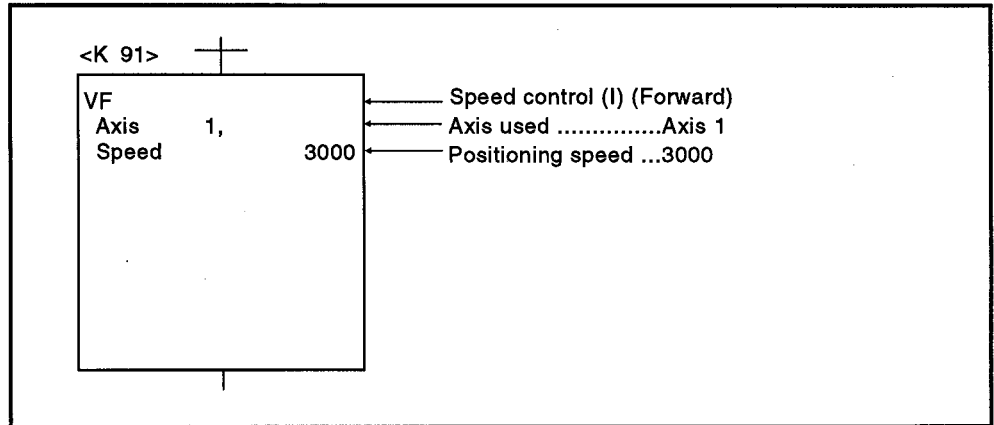 <K 91>
VF Speed control (I) (Forward)
Axis 1, Axis used ...............Axis 1
Speed 3000 Positioning speed ...3000